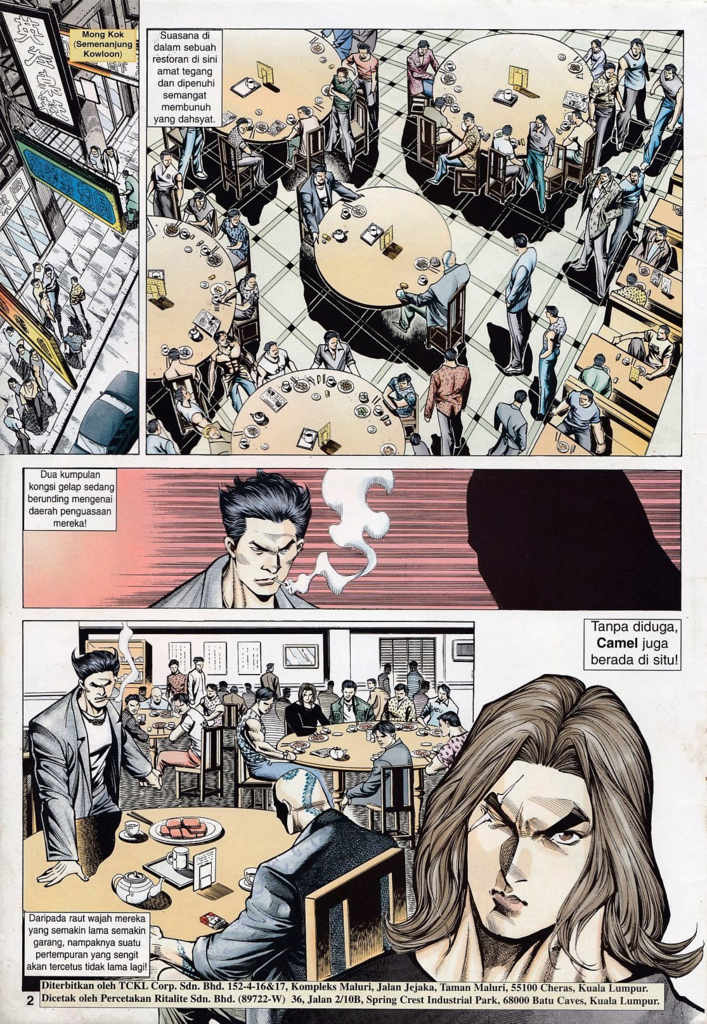 Mong Kok
(Semenanjung
Kowloon)
Suasana di
dalam sebuah
restoran di sini
amat tegang
dan dipenuhi
semangat
membunuh
yang dahsyat.
Dua kumpulan
kongsi gelap sedang
berunding mengenai
daerah penguasaan
mereka!
Tanpa diduga,
Camel juga
berada di situ!
Daripada raut wajah mereka
yang semakin lama semakin
garang, nampaknya suatu
pertempuran yang sengit
akan tercetus tidak lama lagi!
Diterbitkan oleh TCKL Corp. Sdn. Bhd. 152-4-16&17, Kompleks Maluri, Jalan Jejaka, Taman Maluri, 55100 Cheras, Kuala Lumpur.
Dicetak oleh Percetakan Ritalite Sdn. Bhd. (89722-W) 36, Jalan 2/10B, Spring Crest Industrial Park, 68000 Batu Caves, Kuala Lumpur.
2